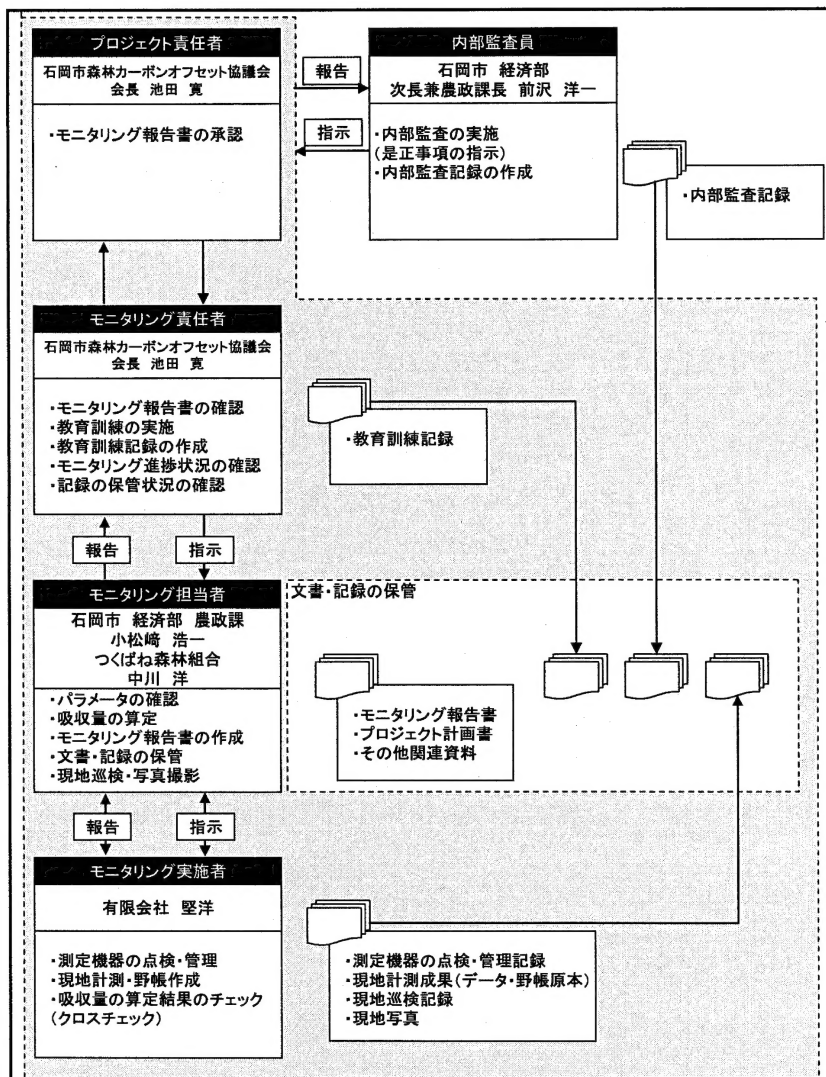 プロジェクト責任者
石岡市森林カーボンオフセット協議会
会長 池田 寛
・モニタリング報告書の承認
報告
指示
内部監査員
石岡市 経済部
次長兼農政課長 前沢 洋一
・内部監査の実施
(是正事項の指示)
・内部監査記録の作成
・内部監査記録
モニタリング責任者
石岡市森林カーボンオフセット協議会
会長 池田 寛
・モニタリング報告書の確認
・教育訓練の実施
・教育訓練記録の作成
・モニタリング進捗状況の確認
・記録の保管状況の確認
・教育訓練記録
報告
指示
モニタリング担当者
石岡市 経済部 農政課
小松﨑 浩一
つくばね森林組合
中川 洋
・パラメータの確認
・吸収量の算定
・モニタリング報告書の作成
・文書・記録の保管
・現地巡検・写真撮影
文書・記録の保管
・モニタリング報告書
・プロジェクト計画書
・その他関連資料
報告
指示
モニタリング実施者
有限会社 堅洋
・測定機器の点検・管理
・現地計測・野帳作成
・吸収量の算定結果のチェック
(クロスチェック)
・測定機器の点検・管理記録
・現地計測成果(データ・野帳原本)
・現地巡検記録
・現地写真